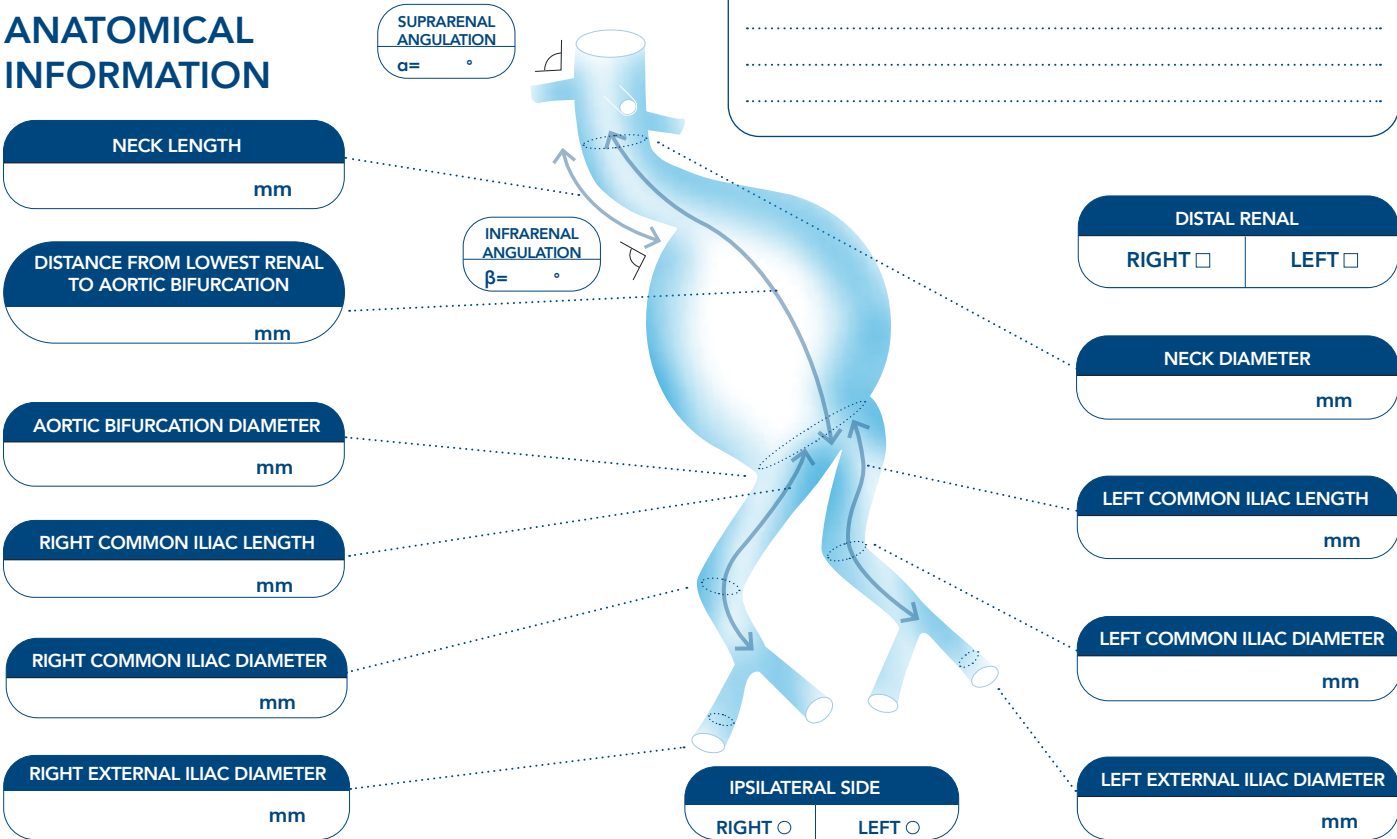 ANATOMICAL
INFORMATION
SUPRARENAL
ANGULATION
α= °
NECK LENGTH
mm
INFRARENAL
ANGULATION
β= °
DISTANCE FROM LOWEST RENAL
TO AORTIC BIFURCATION
mm
AORTIC BIFURCATION DIAMETER
mm
RIGHT COMMON ILIAC LENGTH
mm
RIGHT COMMON ILIAC DIAMETER
mm
RIGHT EXTERNAL ILIAC DIAMETER
mm
DISTAL RENAL
RIGHT □ LEFT □
NECK DIAMETER
mm
LEFT COMMON ILIAC LENGTH
mm
LEFT COMMON ILIAC DIAMETER
mm
LEFT EXTERNAL ILIAC DIAMETER
mm
IPSILATERAL SIDE
RIGHT ○ LEFT ○